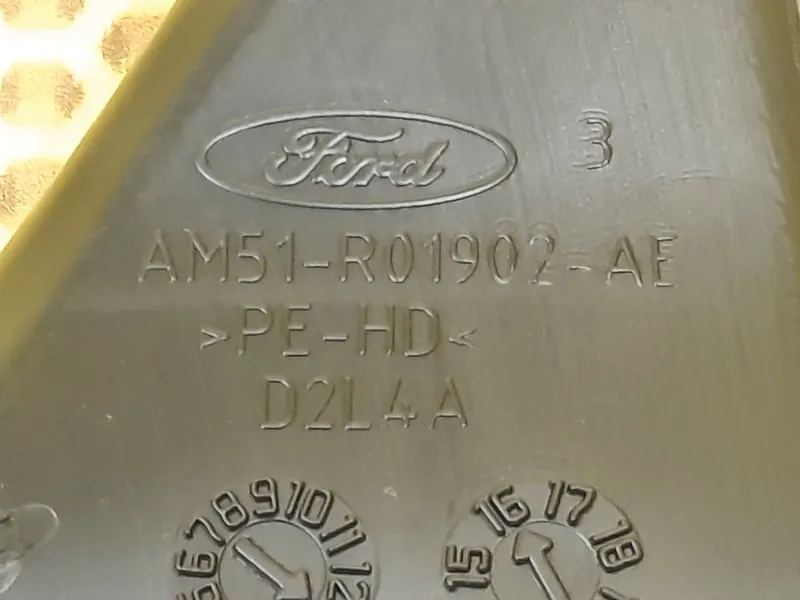 Ford 3
AM51-R01902-AE
>PE-HD<
D2L4A
6 7 8 9 10 11 12
15 16 17 18